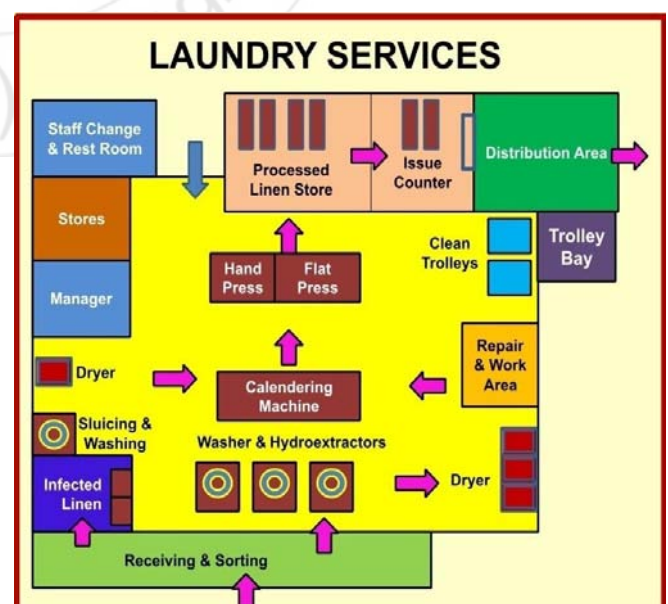 LAUNDRY SERVICES
Staff Change
& Rest Room
Processed
Linen Store
Issue
Counter
Distribution Area
Stores
Clean
Trolleys
Trolley
Bay
Hand
Press
Flat
Press
Manager
Repair
& Work
Area
Dryer
Calendering
Machine
Sluicing &
Washing
Washer & Hydroextractors
Infected
Linen
Dryer
Receiving & Sorting